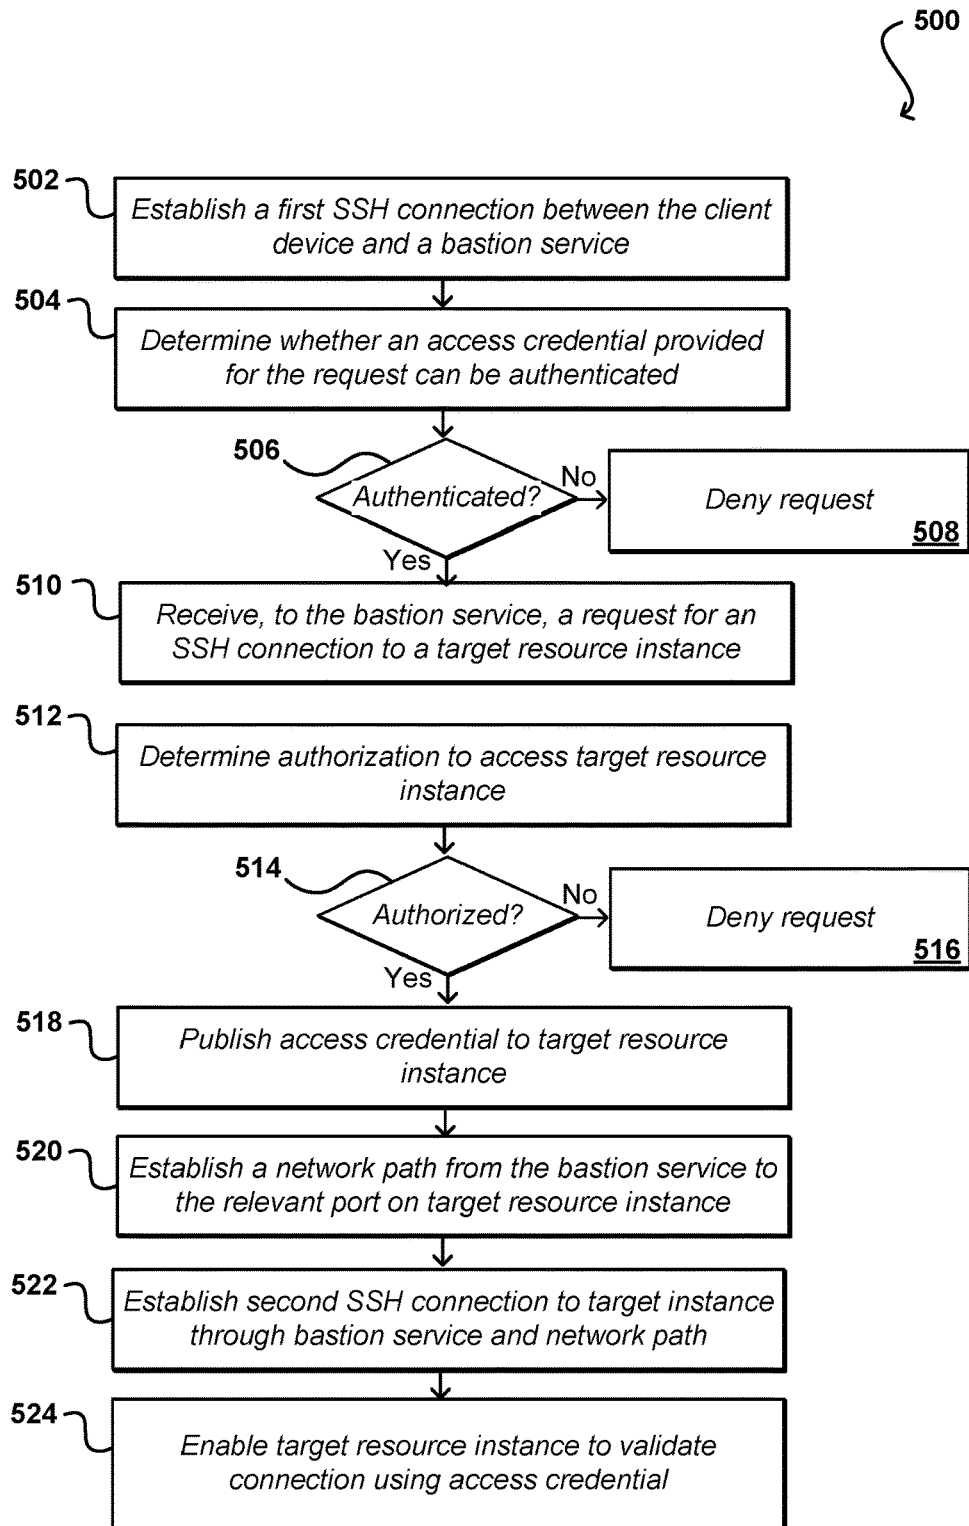 500
502
Establish a first SSH connection between the client
device and a bastion service
504
Determine whether an access credential provided
for the request can be authenticated
506
Authenticated?
No
Deny request
508
Yes
510
Receive, to the bastion service, a request for an
SSH connection to a target resource instance
512
Determine authorization to access target resource
instance
514
Authorized?
No
Deny request
516
Yes
518
Publish access credential to target resource
instance
520
Establish a network path from the bastion service to
the relevant port on target resource instance
522
Establish second SSH connection to target instance
through bastion service and network path
524
Enable target resource instance to validate
connection using access credential